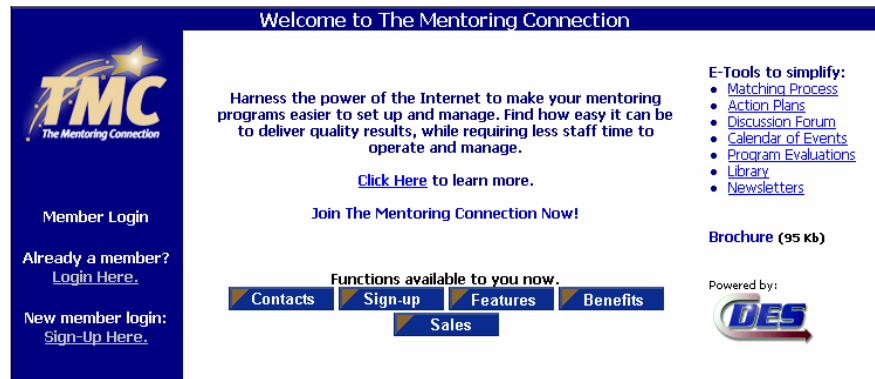 Welcome to The Mentoring Connection
TMC
The Mentoring Connection
Member Login
Already a member?
Login Here.
New member login:
Sign-Up Here.
Harness the power of the Internet to make your mentoring
programs easier to set up and manage. Find how easy it can be
to deliver quality results, while requiring less staff time to
operate and manage.
Click Here to learn more.
Join The Mentoring Connection Now!
Functions available to you now.
Contacts
Sign-up
Features
Benefits
Sales
E-Tools to simplify:
Matching Process
Action Plans
Discussion Forum
Calendar of Events
Program Evaluations
Library
Newsletters
Brochure (95 Kb)
Powered by:
DES